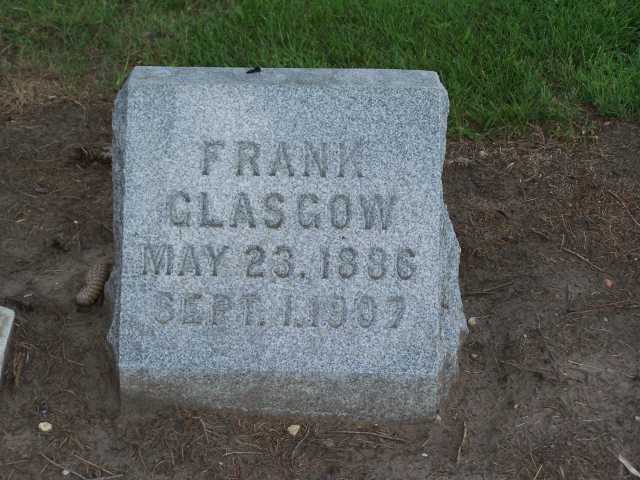 FRANK
GLASGOW
MAY 23, 1886
SEPT. 1, 1907